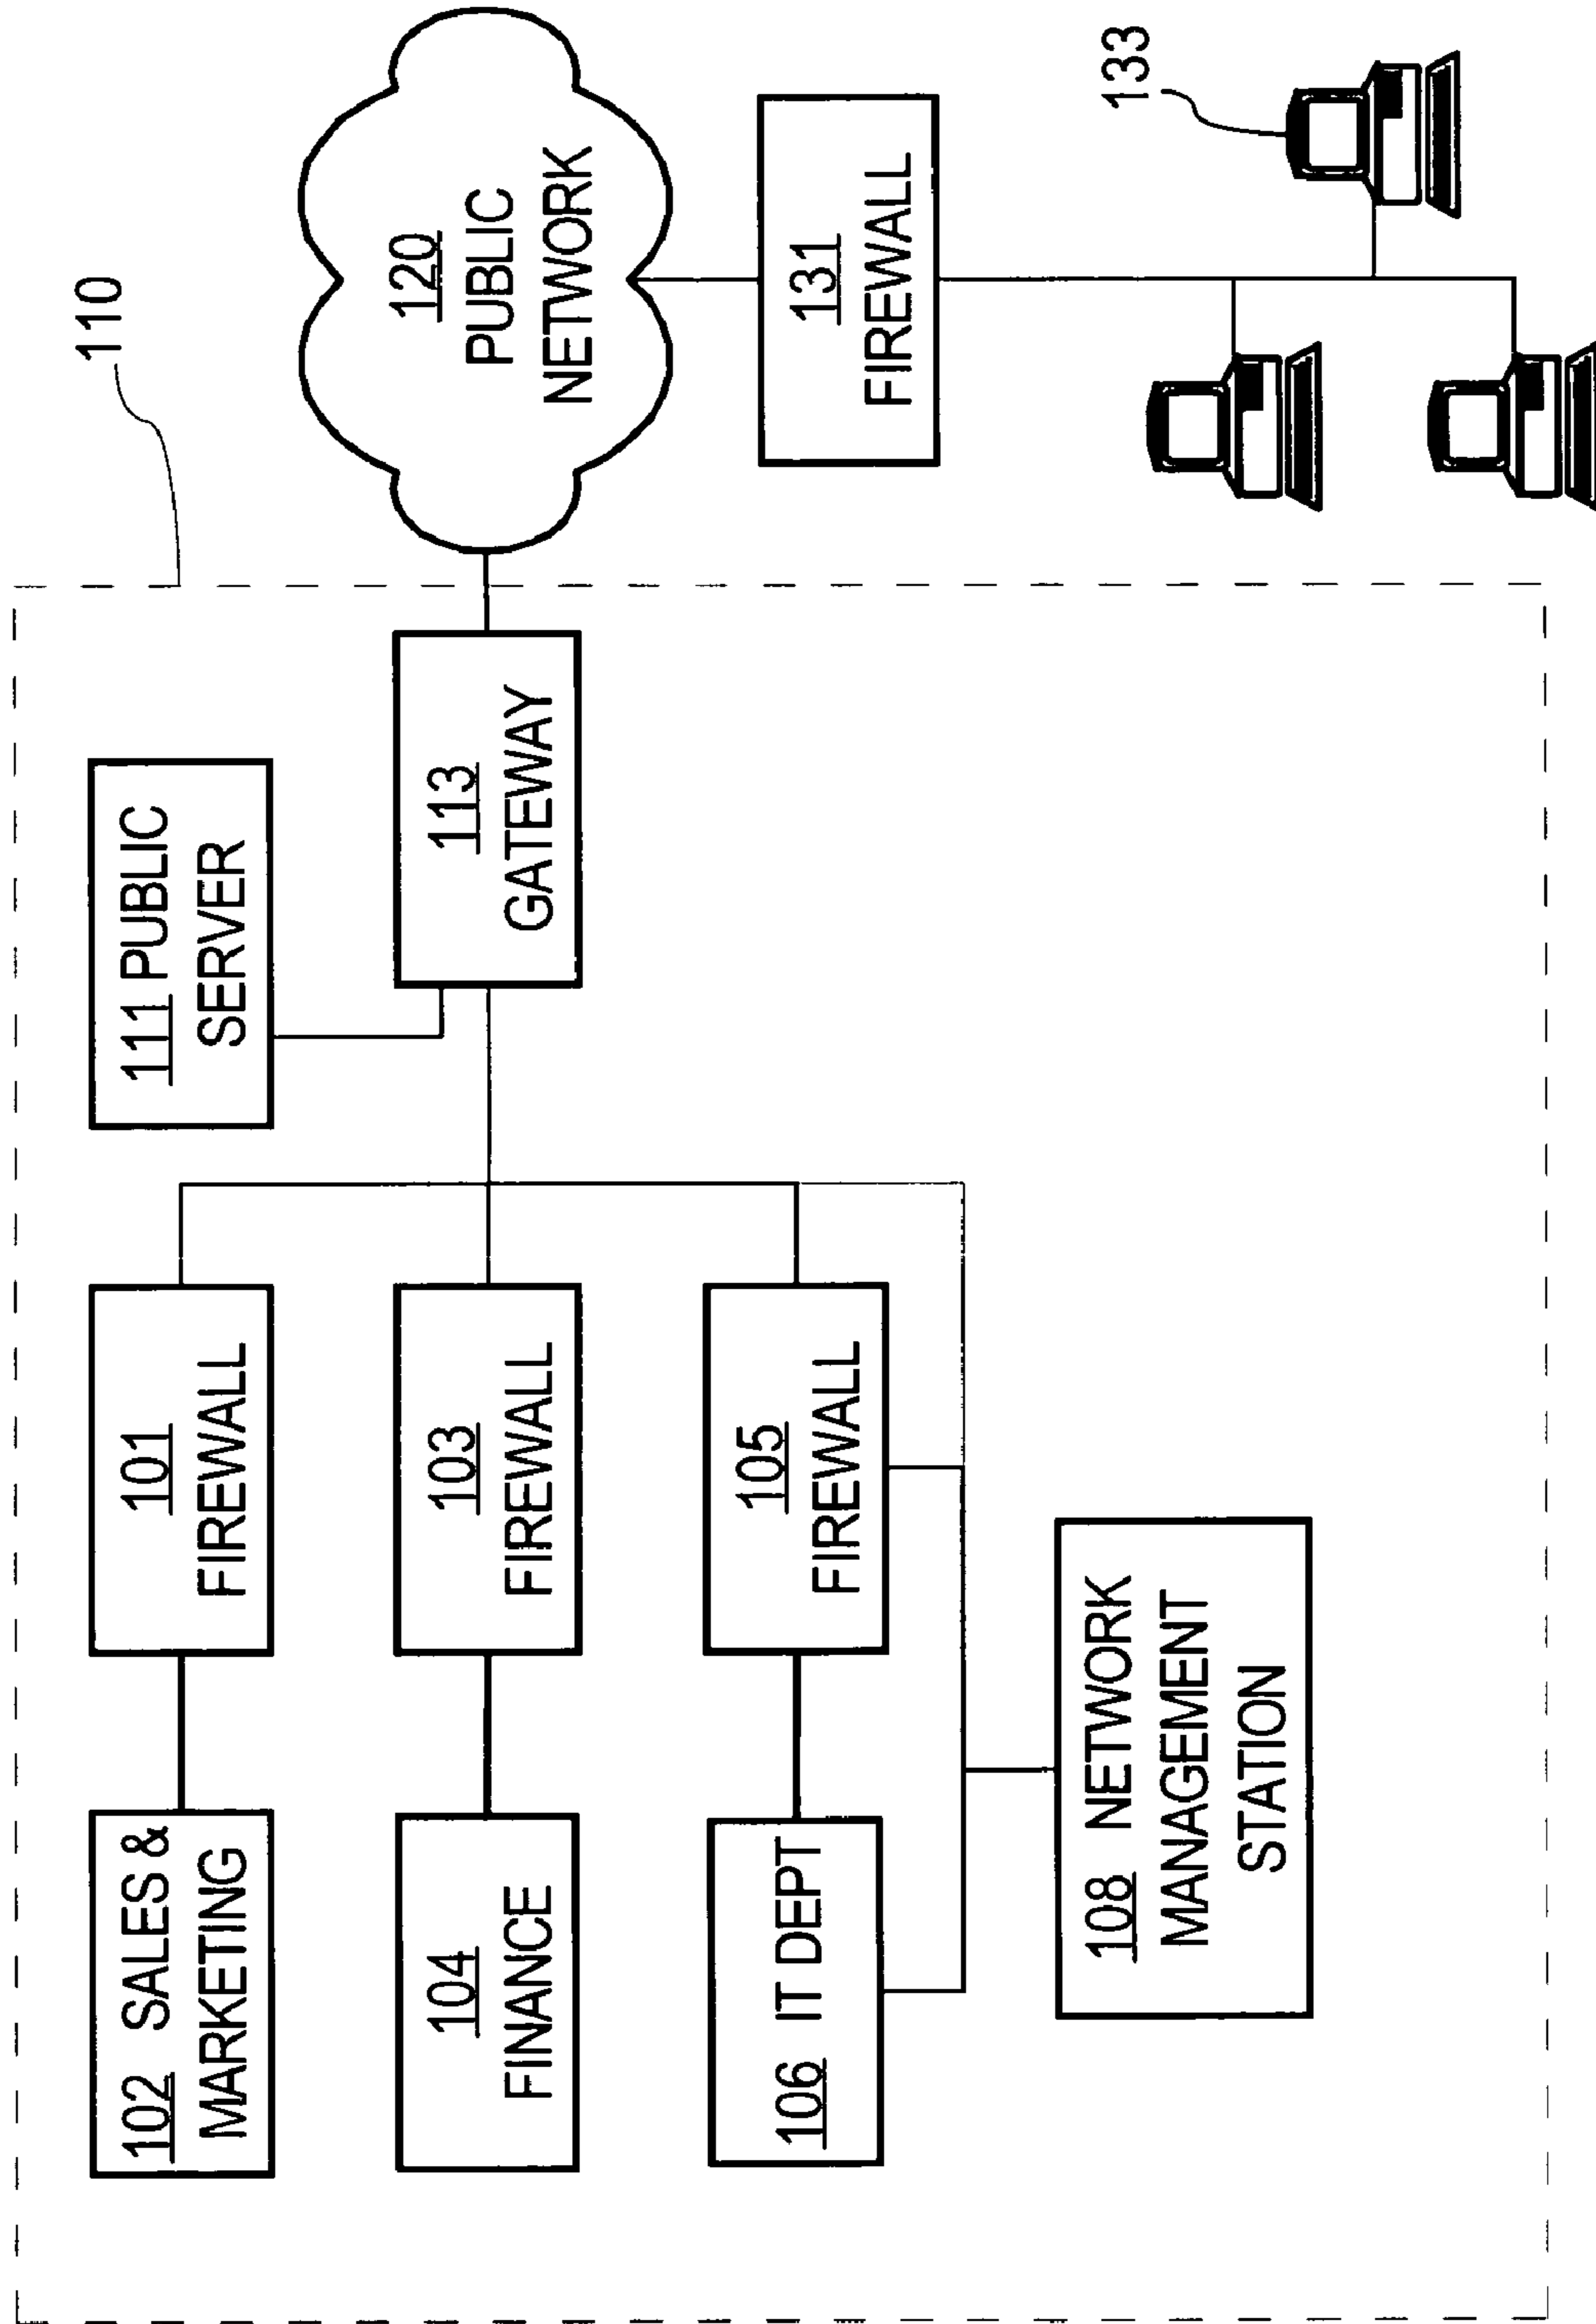 110
102 SALES &
MARKETING
101
FIREWALL
111 PUBLIC
SERVER
104
FINANCE
103
FIREWALL
113
GATEWAY
120
PUBLIC
NETWORK
106 IT DEPT
105
FIREWALL
131
FIREWALL
108 NETWORK
MANAGEMENT
STATION
133